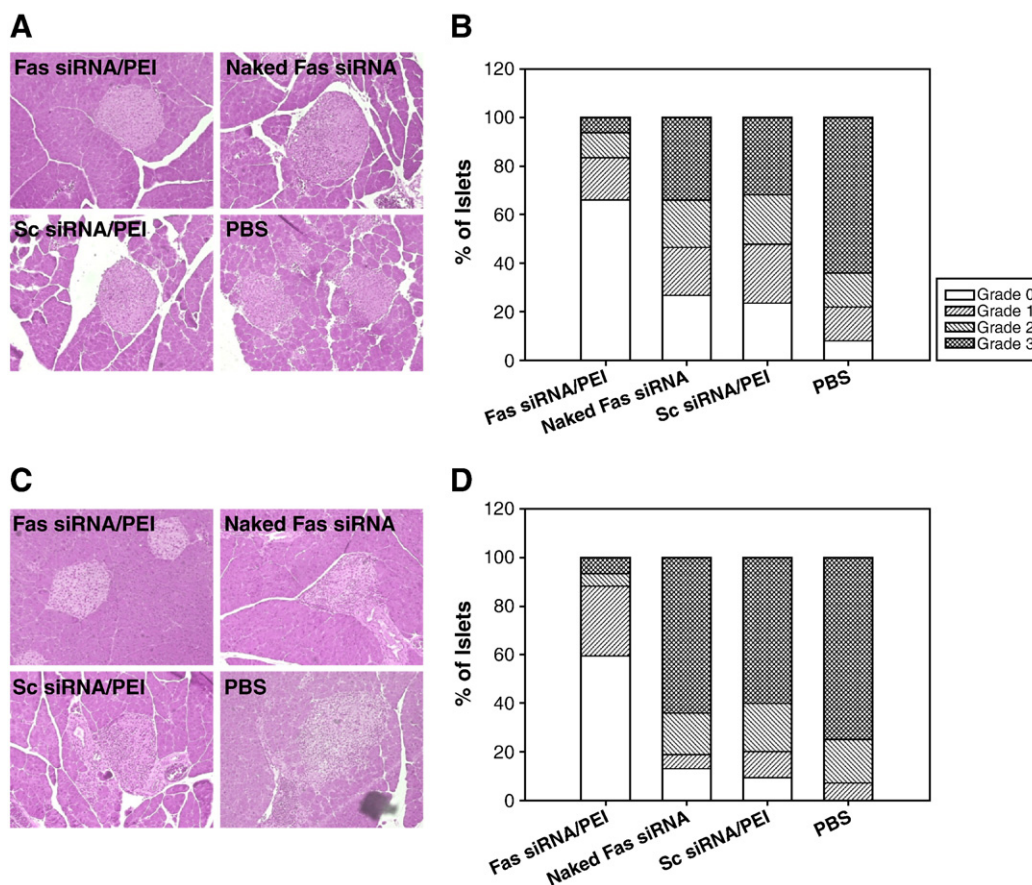 A
Fas siRNA/PEI
Naked Fas siRNA
Sc siRNA/PEI
PBS
B
120
100
80
60
40
20
0
% of Islets
Fas siRNA/PEI
Naked Fas siRNA
Sc siRNA/PEI
PBS
Grade 0
Grade 1
Grade 2
Grade 3
C
Fas siRNA/PEI
Naked Fas siRNA
Sc siRNA/PEI
PBS
D
120
100
80
60
40
20
0
% of Islets
Fas siRNA/PEI
Naked Fas siRNA
Sc siRNA/PEI
PBS